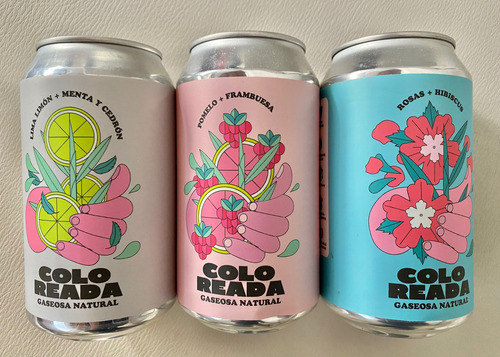 LIMA LIMÓN + MENTA Y CEDRÓN
COLO
READA
GASEOSA NATURAL
POMELO + FRAMBUESA
COLO
READA
GASEOSA NATURAL
ROSAS + HIBISCUS
COLO
READA
GASEOSA NATURAL